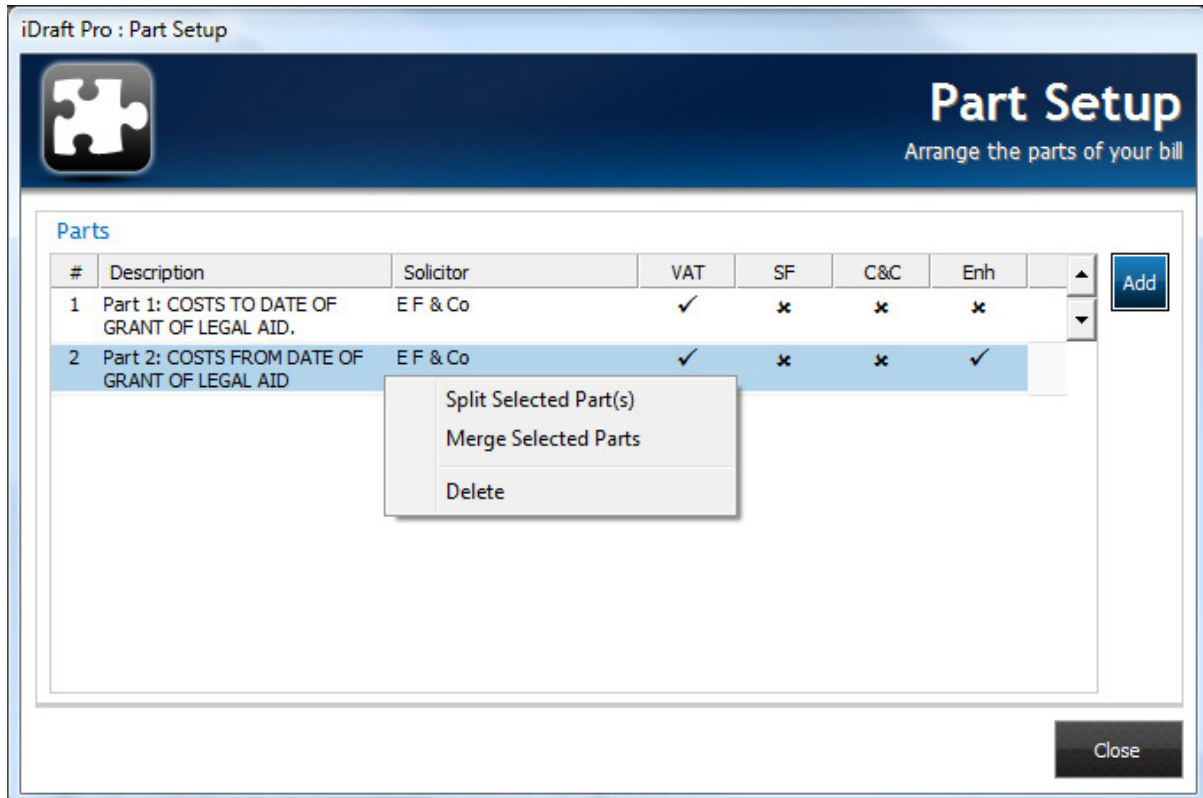 iDraft Pro : Part Setup
Part Setup
Arrange the parts of your bill
Parts
# Description Solicitor VAT SF C&C Enh
Add
1 Part 1: COSTS TO DATE OF E F & Co ✓ × × ×
GRANT OF LEGAL AID.
2 Part 2: COSTS FROM DATE OF E F & Co ✓ × × ✓
GRANT OF LEGAL AID
Split Selected Part(s)
Merge Selected Parts
Delete
Close